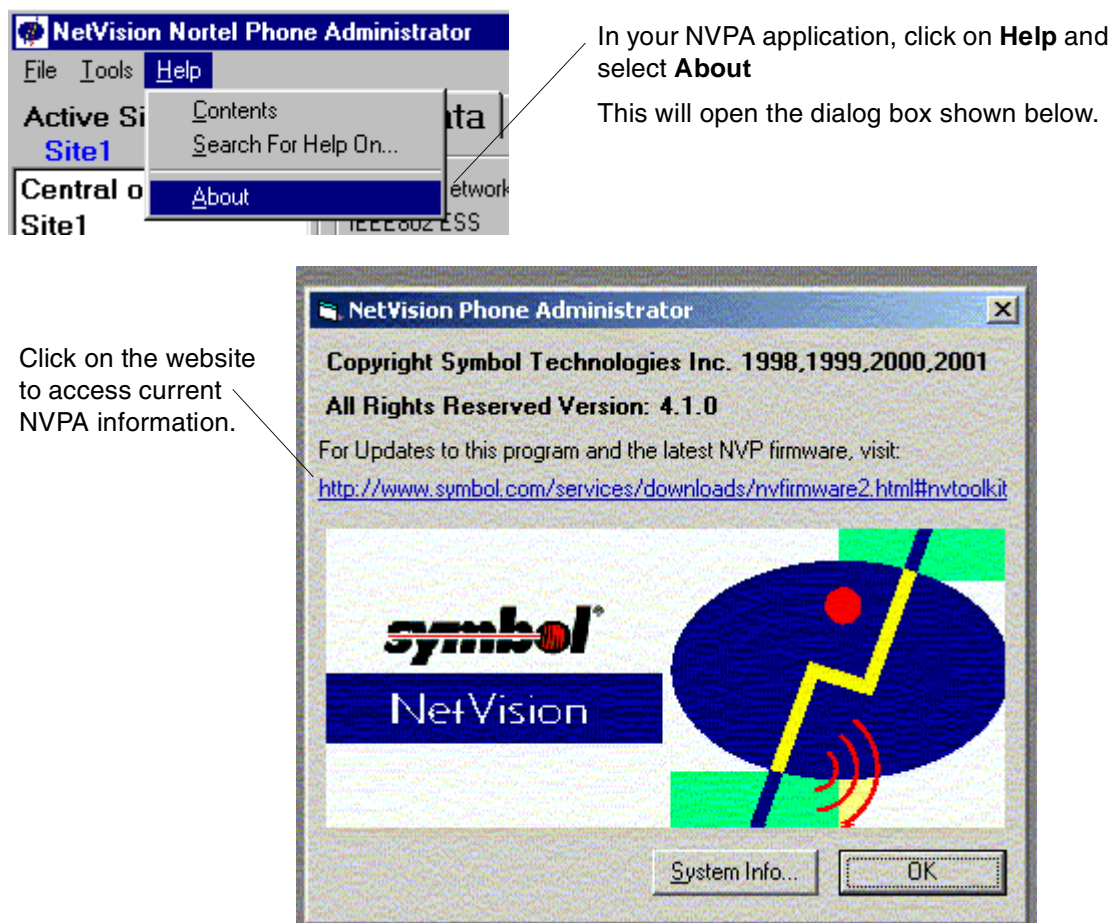 NetVision Nortel Phone Administrator
File Tools Help
Active Si
Site1
Central o
Site1
Contents
Search For Help On...
About
ata
etwork
IEEE802 ESS
In your NVPA application, click on Help and
select About
This will open the dialog box shown below.
Click on the website
to access current
NVPA information.
NetVision Phone Administrator
Copyright Symbol Technologies Inc. 1998,1999,2000,2001
All Rights Reserved Version: 4.1.0
For Updates to this program and the latest NVP firmware, visit:
http://www.symbol.com/services/downloads/nvfirmware2.html#nvtoolkit
symbol®
NetVision
System Info...
OK